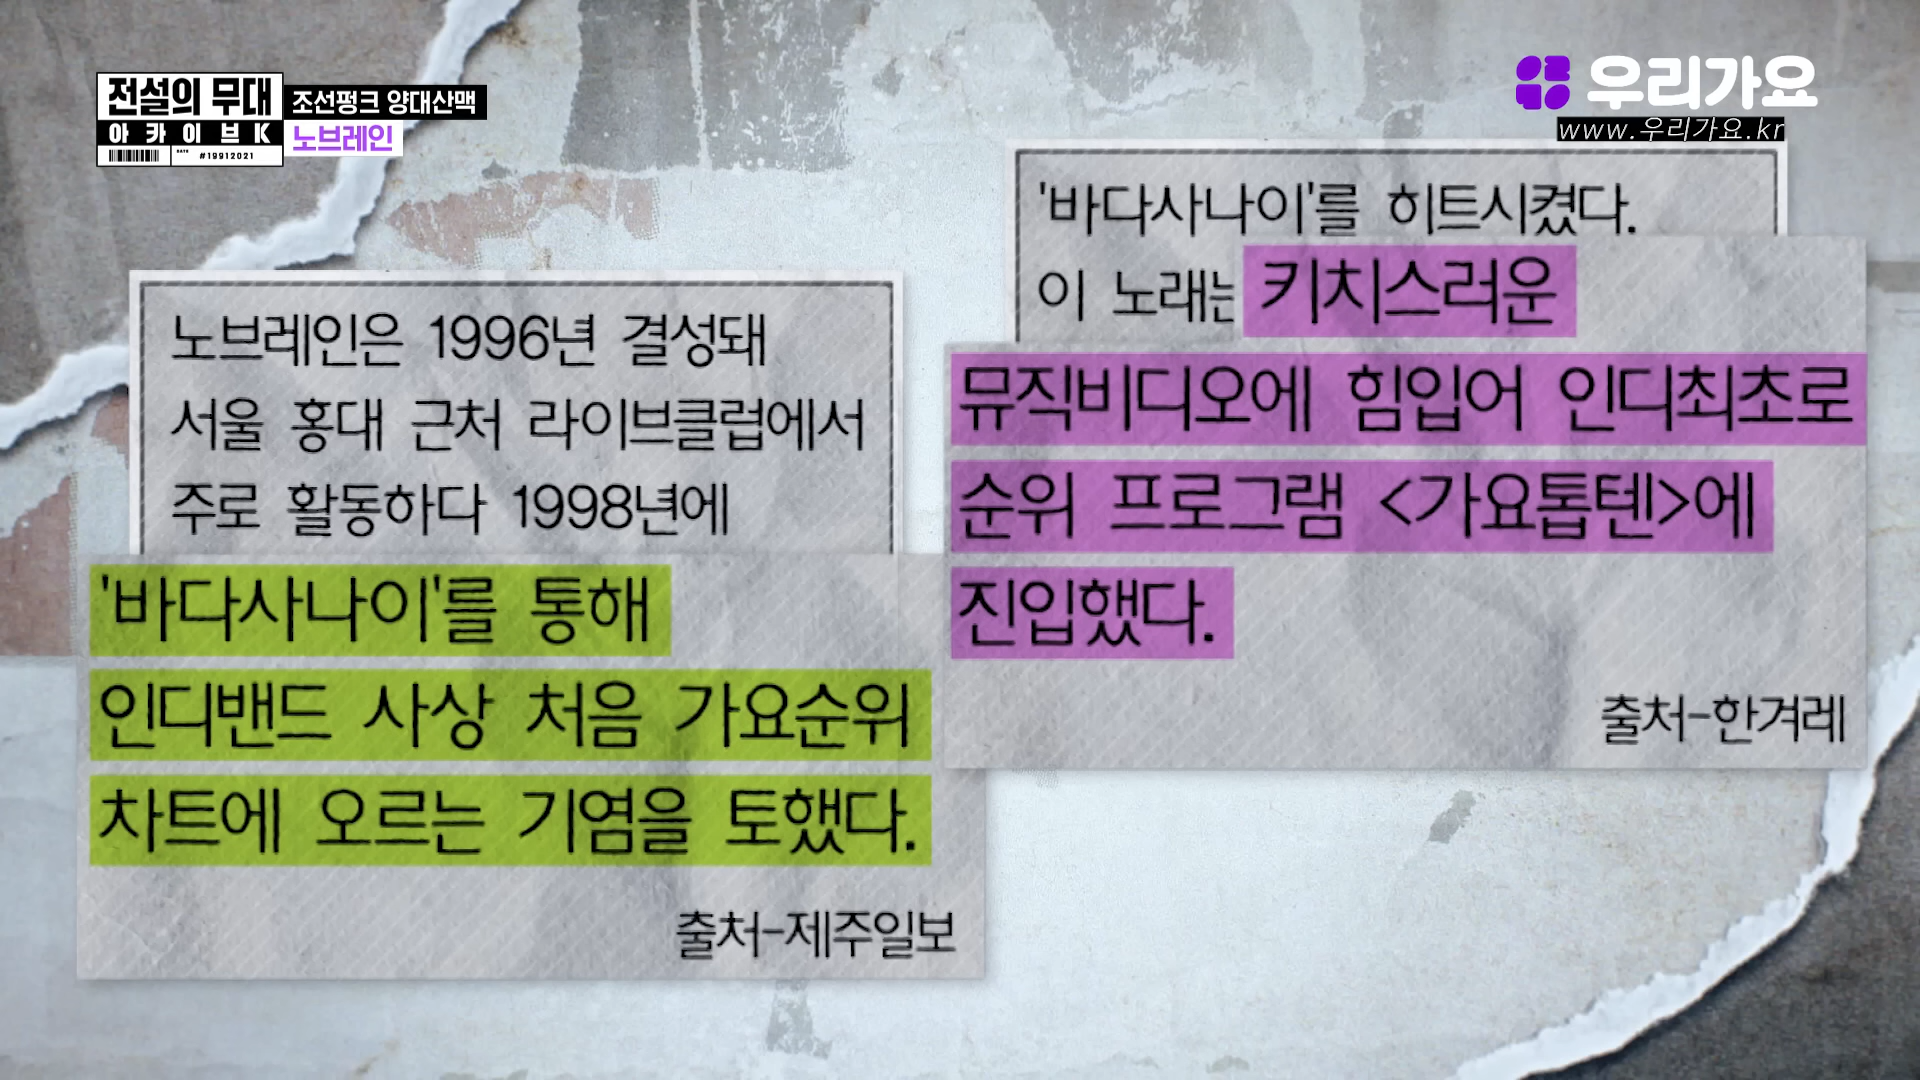 전설의 무대
아카이브K
DATE #19912021
조선펑크 양대산맥
노브레인
우리가요
www.우리가요.kr
노브레인은 1996년 결성돼
서울 홍대 근처 라이브클럽에서
주로 활동하다 1998년에
'바다사나이'를 통해
인디밴드 사상 처음 가요순위
차트에 오르는 기염을 토했다.
출처-제주일보
'바다사나이'를 히트시켰다.
이 노래는 키치스러운
뮤직비디오에 힘입어 인디최초로
순위 프로그램 <가요톱텐>에
진입했다.
출처-한겨레